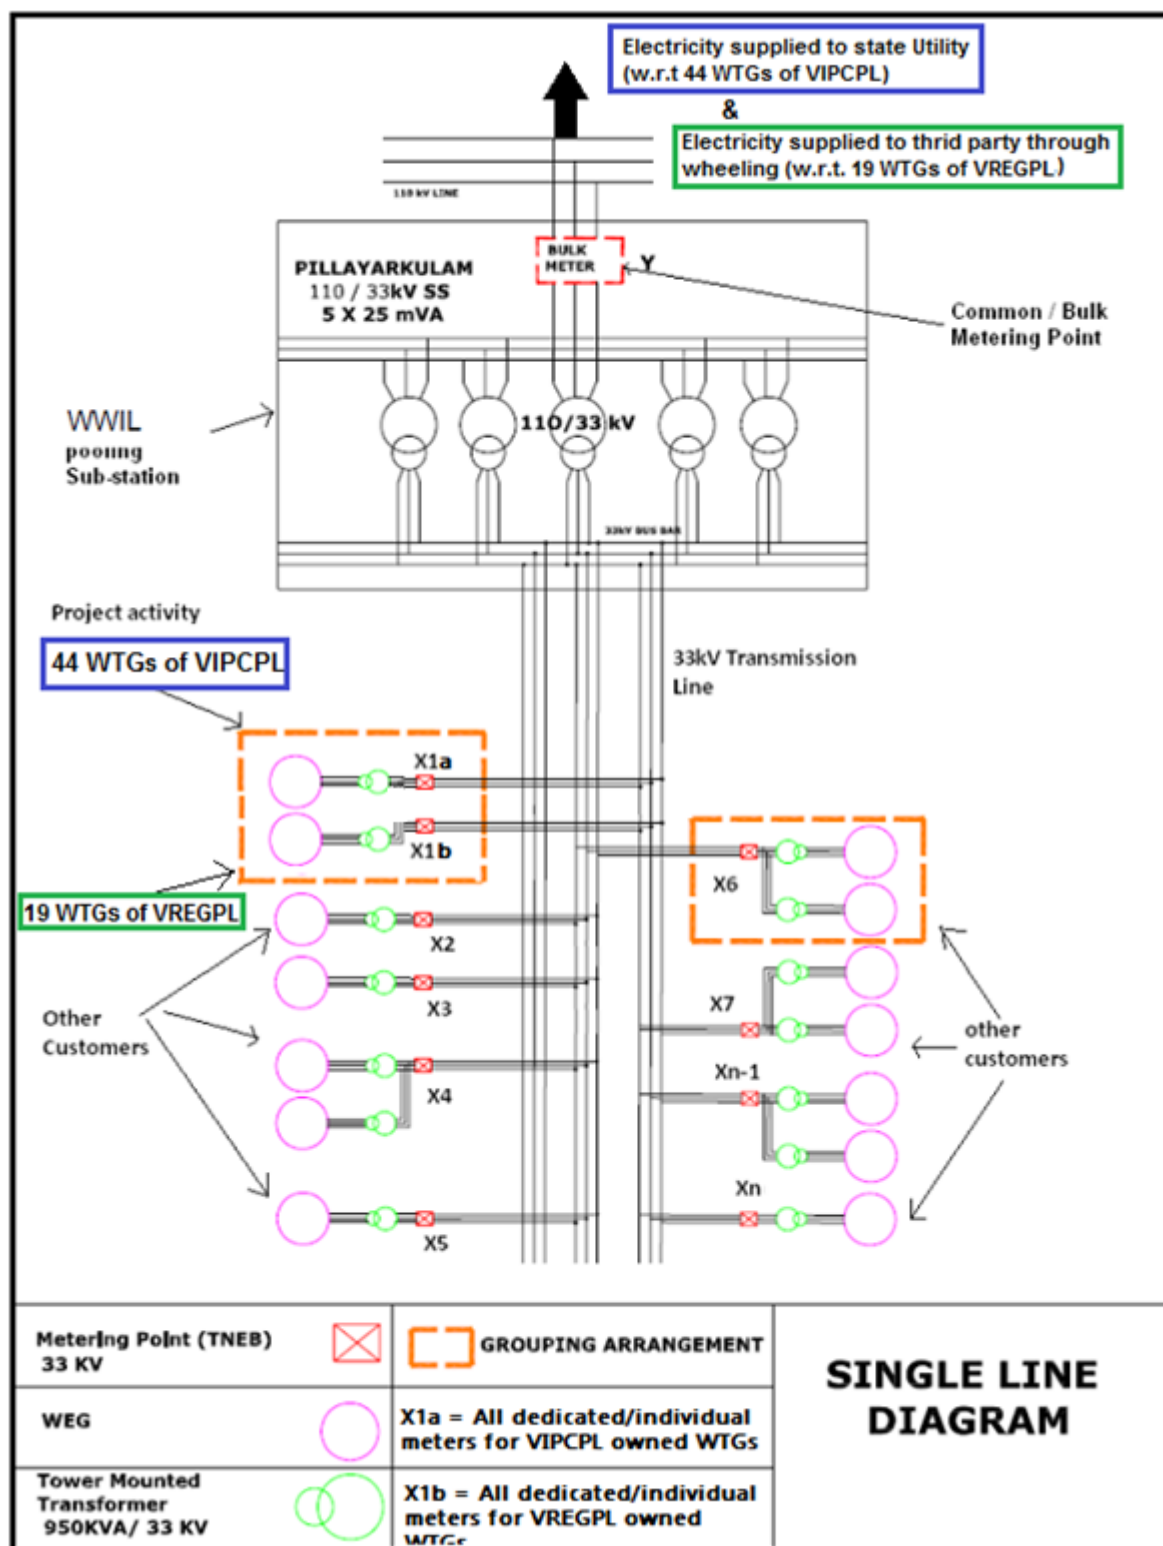 Electricity supplied to state Utility
(w.r.t 44 WTGs of VIPCPL)
&
Electricity supplied to thrid party through
wheeling (w.r.t. 19 WTGs of VREGPL)
110 kV LINE
BULK
METER
Y
PILLAYARKULAM
110 / 33kV SS
5 X 25 mVA
Common / Bulk
Metering Point
110/33 kV
WWIL
pooling
Sub-station
33kV BUS BAR
Project activity
44 WTGs of VIPCPL
33kV Transmission
Line
X1a
X1b
X6
19 WTGs of VREGPL
X2
X3
X7
Other
Customers
other
customers
Xn-1
X4
Xn
X5
Metering Point (TNEB)
33 KV
GROUPING ARRANGEMENT
SINGLE LINE
DIAGRAM
WEG
X1a = All dedicated/individual
meters for VIPCPL owned WTGs
Tower Mounted
Transformer
950KVA/ 33 KV
X1b = All dedicated/individual
meters for VREGPL owned
WTGs